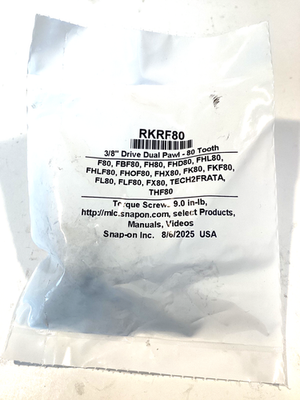 RKRF80
3/8" Drive Dual Pawl - 80 Tooth
F80, FBF80, FH80, FHD80, FHL80,
FHLF80, FHOF80, FHX80, FK80, FKF80,
FL80, FLF80, FX80, TECH2FRATA,
THF80
Torque Screws 9.0 in-lb,
http://mlc.snapon.com, select Products,
Manuals, Videos
Snap-on Inc. 8/6/2025 USA